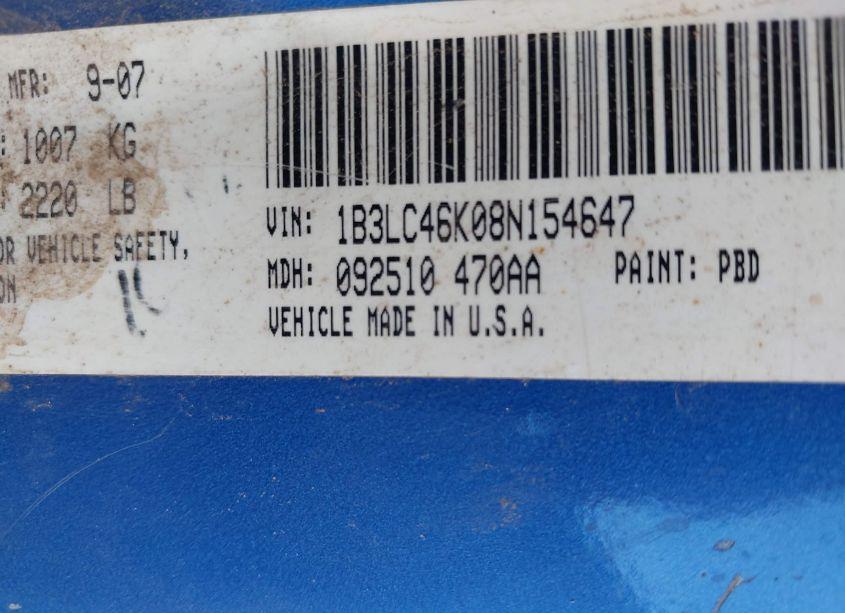 MFR: 9-07
: 1007 KG
: 2220 LB
OR VEHICLE SAFETY,
ON
VIN: 1B3LC46K08N154647
MDH: 092510 470AA PAINT: PBD
VEHICLE MADE IN U.S.A.